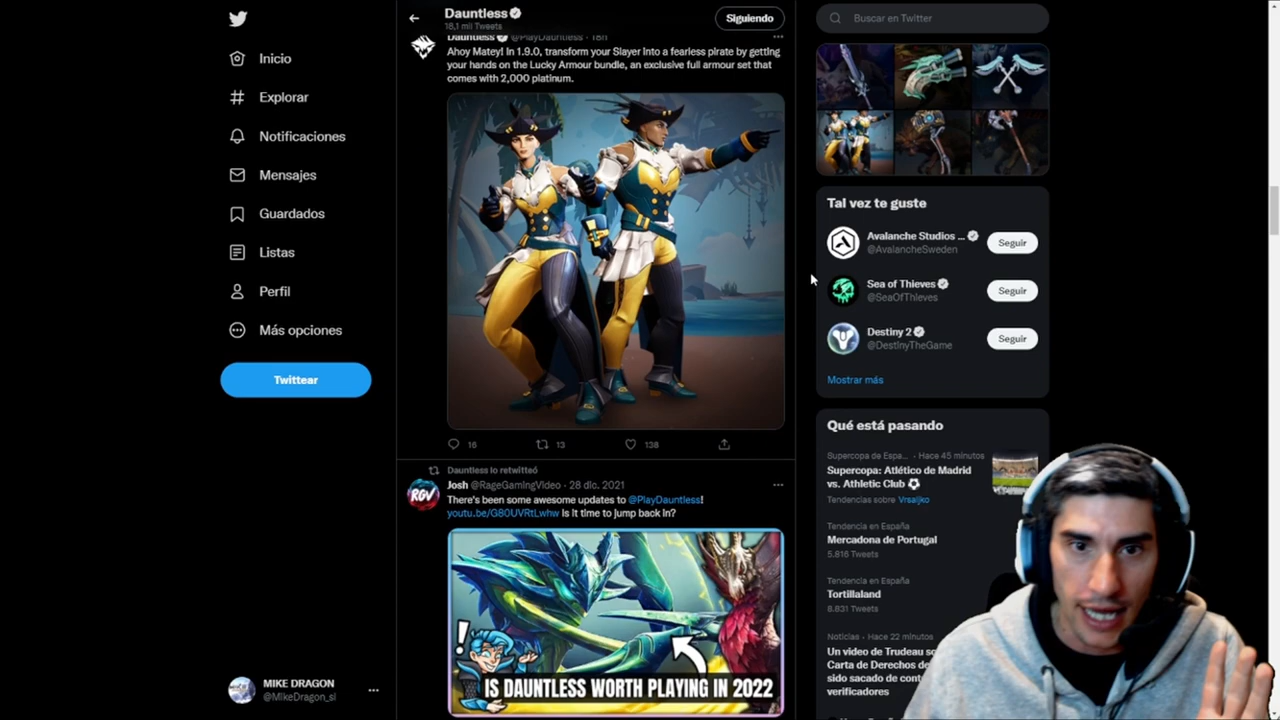 Inicio
Explorar
Notificaciones
Mensajes
Guardados
Listas
Perfil
Más opciones
Twittear
MIKE DRAGON
@MikeDragon_sl
Dauntless
18,1 mil Tweets
Siguiendo
Dauntless @PlayDauntless · 18h
Ahoy Matey! In 1.9.0, transform your Slayer into a fearless pirate by getting
your hands on the Lucky Armour bundle, an exclusive full armour set that
comes with 2,000 platinum.
16 13 138
Dauntless lo retwitteó
Josh @RageGamingVideo · 28 dic. 2021
There's been some awesome updates to @PlayDauntless!
youtu.be/G80UVRtLwhw Is it time to jump back in?
RGV
!
IS DAUNTLESS WORTH PLAYING IN 2022
Buscar en Twitter
Tal vez te guste
Avalanche Studios ...
@AvalancheSweden
Seguir
Sea of Thieves
@SeaOfThieves
Seguir
Destiny 2
@DestinyTheGame
Seguir
Mostrar más
Qué está pasando
Supercopa de Espa... · Hace 45 minutos
Supercopa: Atlético de Madrid
vs. Athletic Club
Tendencias sobre Vrsaljko
Tendencia en España
Mercadona de Portugal
5.816 Tweets
Tendencia en España
Tortillaland
8.831 Tweets
Noticias · Hace 22 minutos
Un video de Trudeau
Carta de Derechos
sido sacado de
verificadores